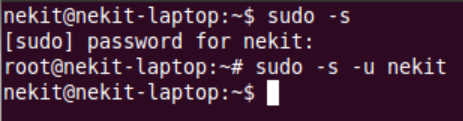 nekit@nekit-laptop:~$ sudo -s
[sudo] password for nekit:
root@nekit-laptop:~# sudo -s -u nekit
nekit@nekit-laptop:~$